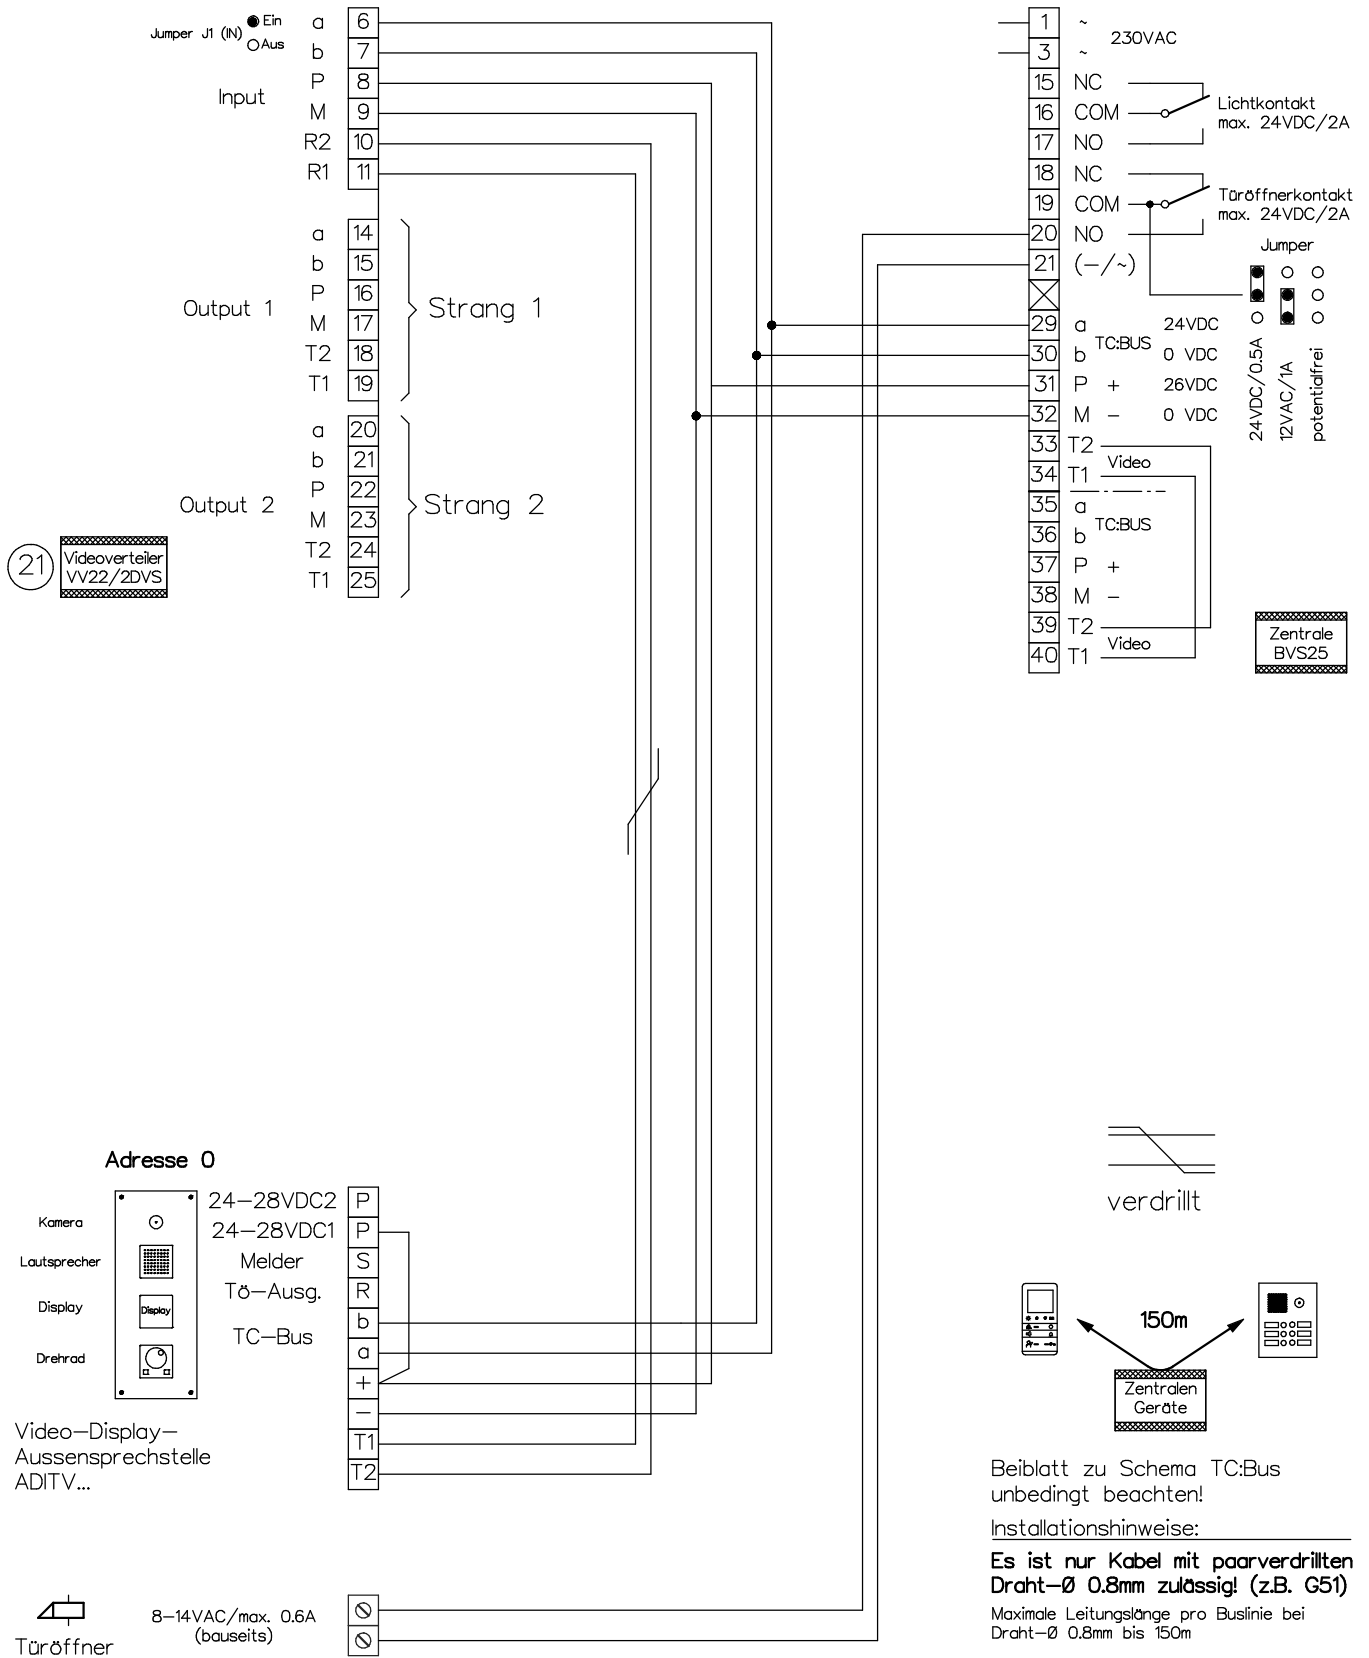 Jumper J1 (IN) Ein
Aus
a 6
b 7
Input
P 8
M 9
R2 10
R1 11
a 14
b 15
Output 1
P 16
M 17
T2 18
T1 19
Strang 1
a 20
b 21
Output 2
P 22
M 23
T2 24
T1 25
Strang 2
21
Videoverteiler
VV22/2DVS
1 ~
3 ~
230VAC
15 NC
16 COM
17 NO
Lichtkontakt
max. 24VDC/2A
18 NC
19 COM
20 NO
Türöffnerkontakt
max. 24VDC/2A
21 (−/~)
Jumper
24VDC/0.5A
12VAC/1A
potentialfrei
29 a 24VDC
TC:BUS
30 b 0 VDC
31 P + 26VDC
32 M − 0 VDC
33 T2
Video
34 T1
35 a
TC:BUS
36 b
37 P +
38 M −
39 T2
Video
40 T1
Zentrale
BVS25
Adresse 0
Kamera
Lautsprecher
Display
Display
Drehrad
Video−Display−
Aussensprechstelle
ADITV...
24−28VDC2 P
24−28VDC1 P
Melder S
Tö−Ausg. R
TC−Bus
b
a
+
−
T1
T2
Türöffner
8−14VAC/max. 0.6A
(bauseits)
verdrillt
150m
Zentralen
Geräte
Beiblatt zu Schema TC:Bus
unbedingt beachten!
Installationshinweise:
Es ist nur Kabel mit paarverdrillten
Draht−Ø 0.8mm zulässig! (z.B. G51)
Maximale Leitungslänge pro Buslinie bei
Draht−Ø 0.8mm bis 150m